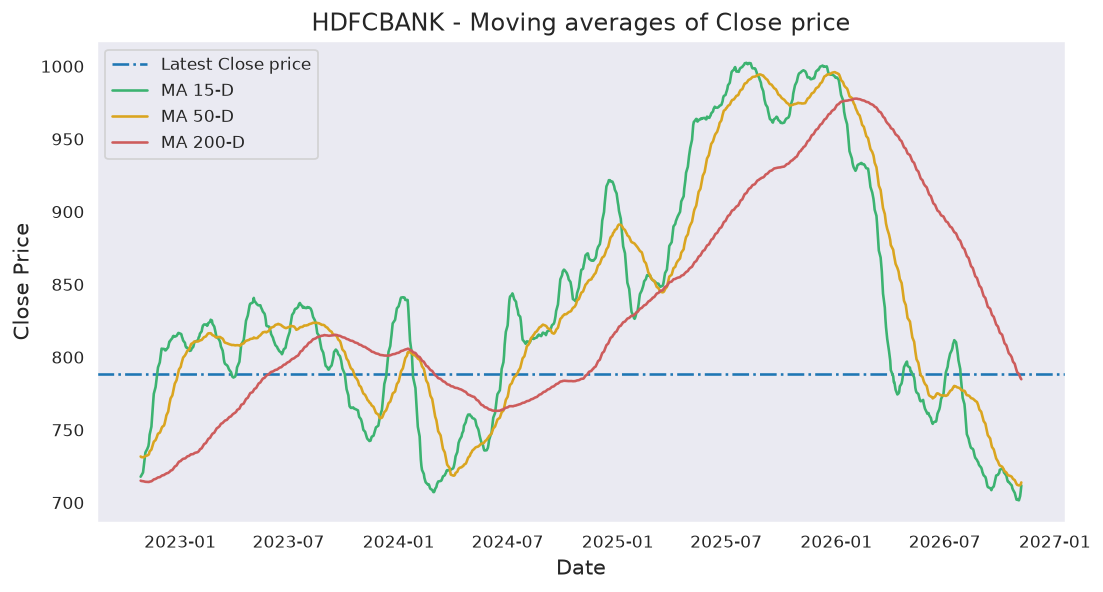 HDFCBANK - Moving averages of Close price
Latest Close price
MA 15-D
MA 50-D
MA 200-D
1000
950
900
850
800
750
700
Close Price
2023-01 2023-07 2024-01 2024-07 2025-01 2025-07 2026-01 2026-07 2027-01
Date